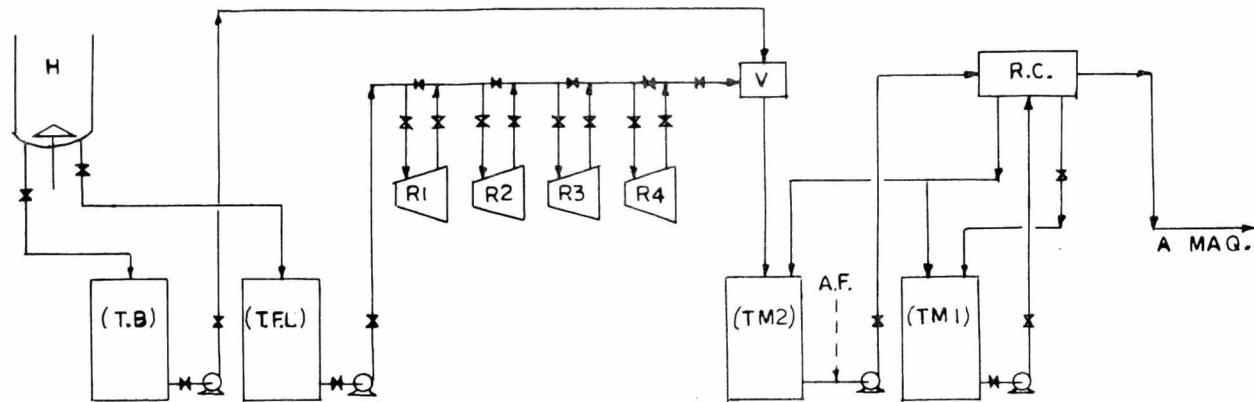 H
V
R.C.
R1
R2
R3
R4
A MAQ.
(T.B)
(T.F.L)
(TM2)
A.F.
(TM1)